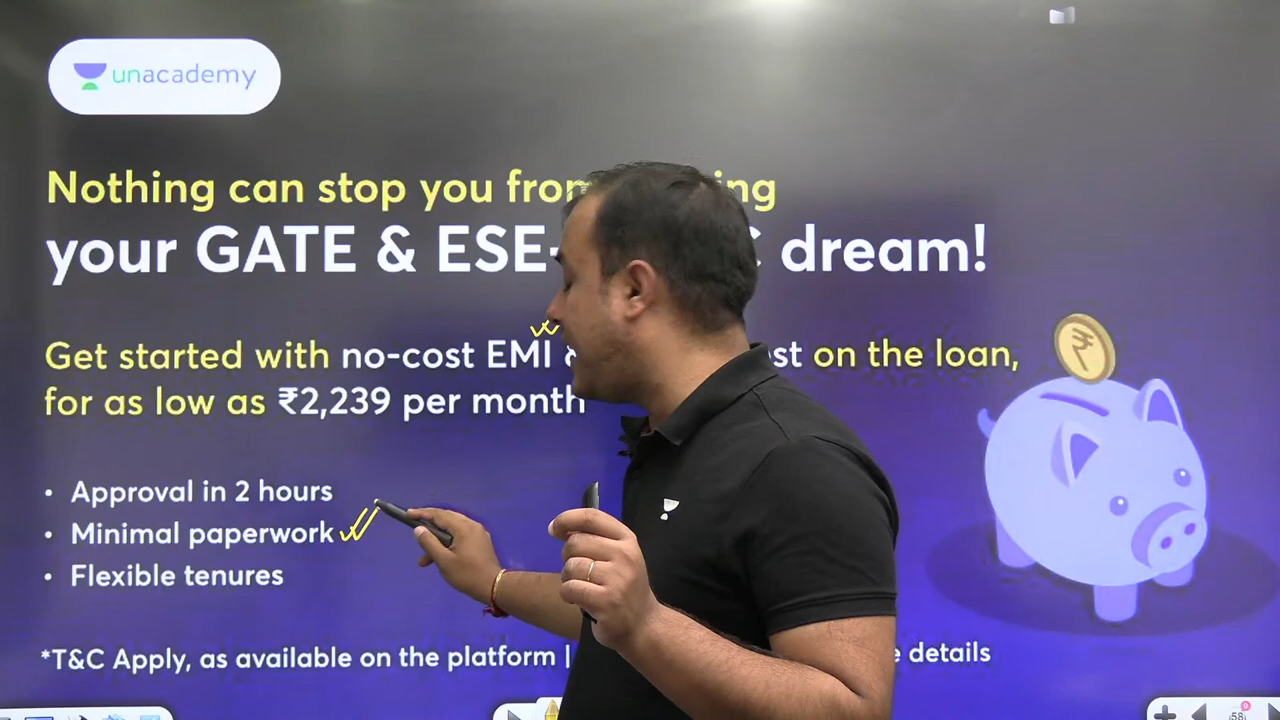 unacademy
Nothing can stop you from
your GATE & ESE- dream!
Get started with no-cost EMI on the loan,
for as low as ₹2,239 per month
• Approval in 2 hours
• Minimal paperwork
• Flexible tenures
*T&C Apply, as available on the platform | details
58